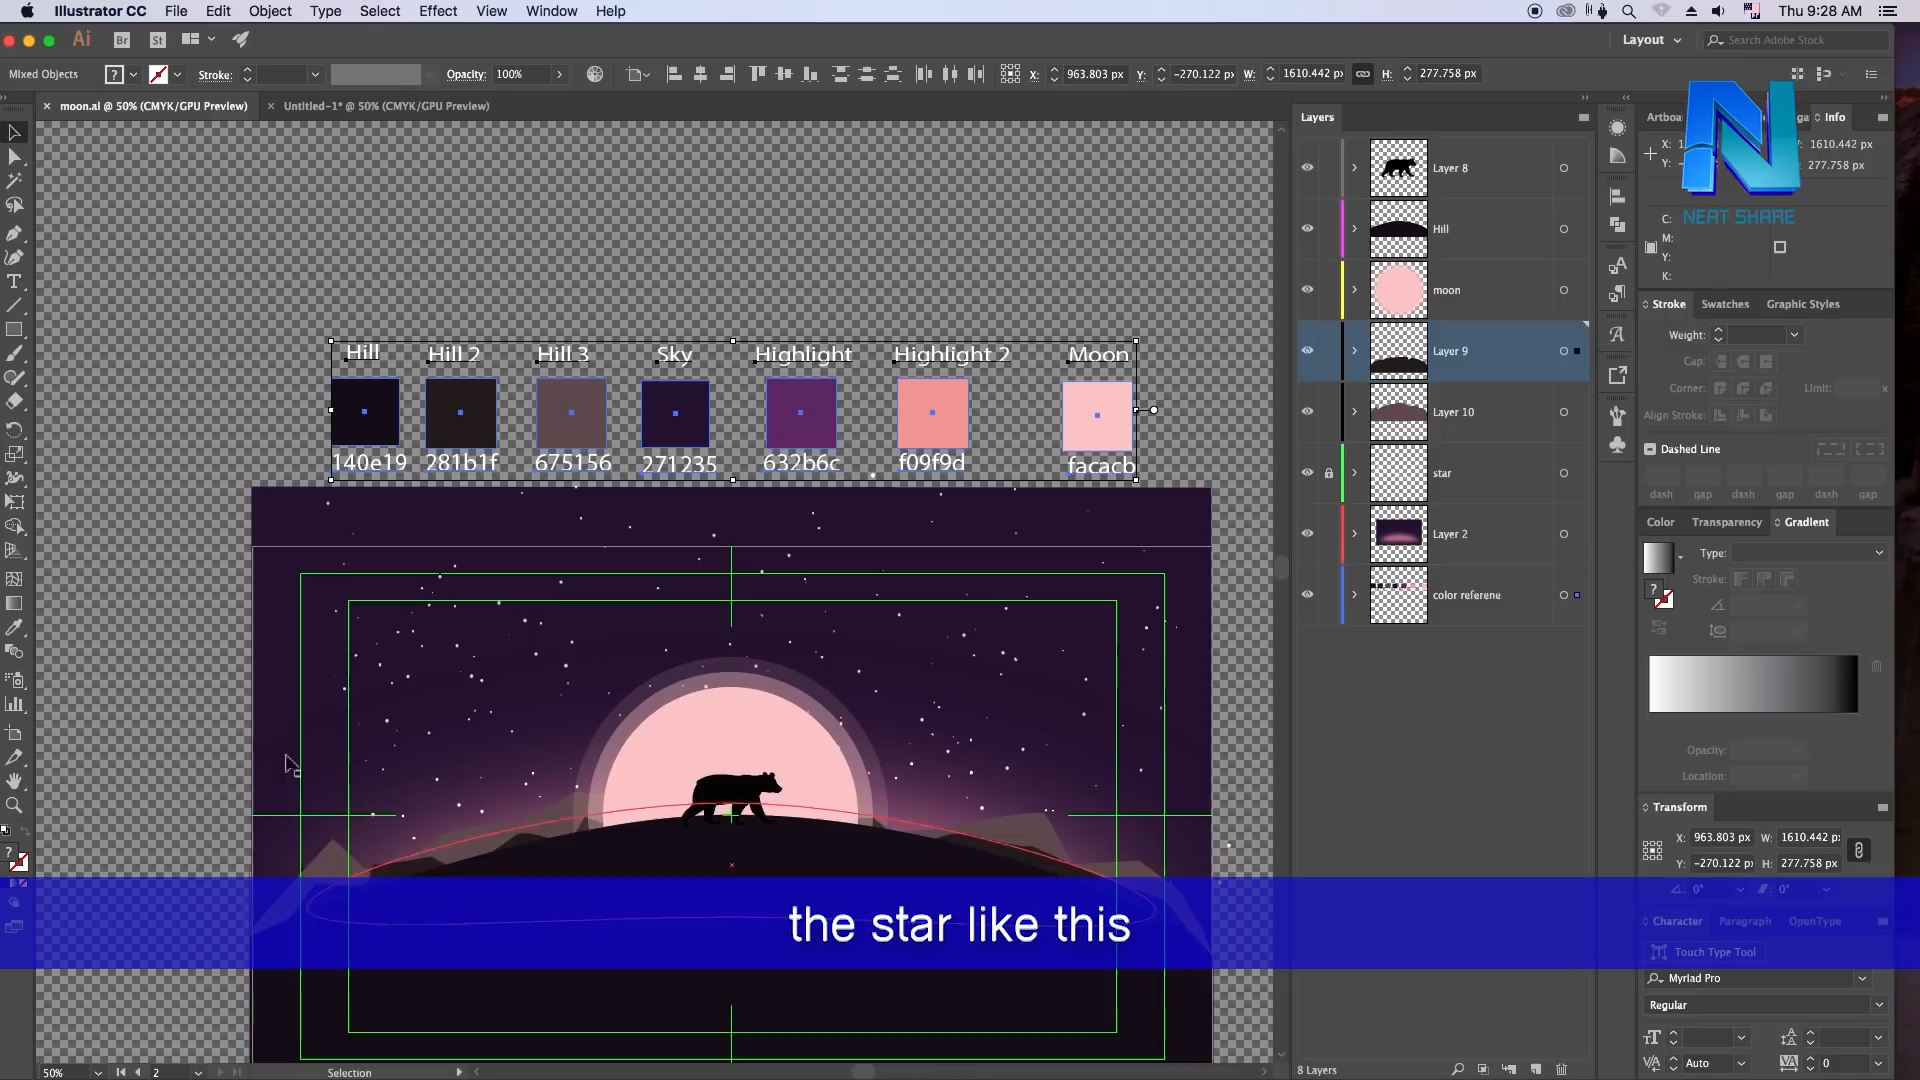 Illustrator CC File Edit Object Type Select Effect View Window Help
Thu 9:28 AM
Ai Br St
Layout
Search Adobe Stock
Mixed Objects
?
Stroke:
Opacity: 100%
X: 963.803 px
Y: -270.122 px
W: 1610.442 px
H: 277.758 px
moon.ai @ 50% (CMYK/GPU Preview)
Untitled-1* @ 50% (CMYK/GPU Preview)
Layers
Artboa
Info
1610.442 px
277.758 px
X:
Y:
NEAT SHARE
C:
M:
Y:
K:
Layer 8
Hill
moon
Layer 9
Layer 10
star
Layer 2
color referene
Hill Hill 2 Hill 3 Sky Highlight Highlight 2 Moon
140e19 281b1f 675156 271235 632b6c f09f9d facacb
Stroke Swatches Graphic Styles
Weight:
Cap:
Corner:
Limit:
x
Align Stroke:
Dashed Line
dash gap dash gap dash gap
Color Transparency Gradient
Type:
Stroke:
?
Opacity:
Location:
Transform
X: 963.803 px W: 1610.442 p
Y: -270.122 p H: 277.758 px
0° 0°
the star like this
Character Paragraph OpenType
Touch Type Tool
Myriad Pro
Regular
Auto 0
50% 2 Selection
8 Layers